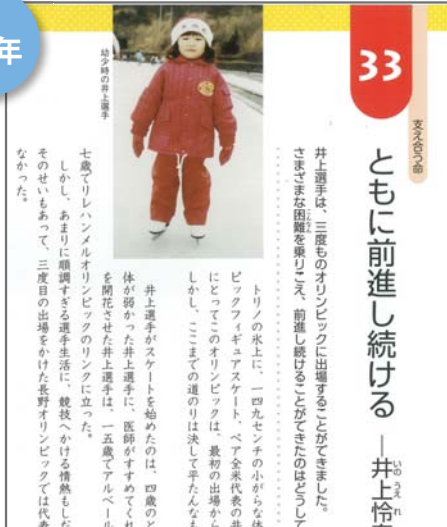 年
33
支え合う命
ともに前進し続ける ―井上怜
いの うえ れ
井上選手は、三度ものオリンピックに出場することができました。
さまざまな困難を乗りこえ、前進し続けることができたのはどうして
こんなん
幼少時の井上選手
トリノの氷上に、一四九センチの小がらな体
ピックフィギュアスケート、ペア全米代表の井
にとってこのオリンピックは、最初の出場から
しかし、ここまでの道のりは決して平たんなも
井上選手がスケートを始めたのは、四歳のと
体が弱かった井上選手に、医師がすすめてくれ
を開花させた井上選手は、一五歳でアルベール
七歳でリレハンメルオリンピックのリンクに立った。
しかし、あまりに順調すぎる選手生活に、競技へかける情熱もしだ
そのせいもあって、三度目の出場をかけた長野オリンピックでは代表
なかった。